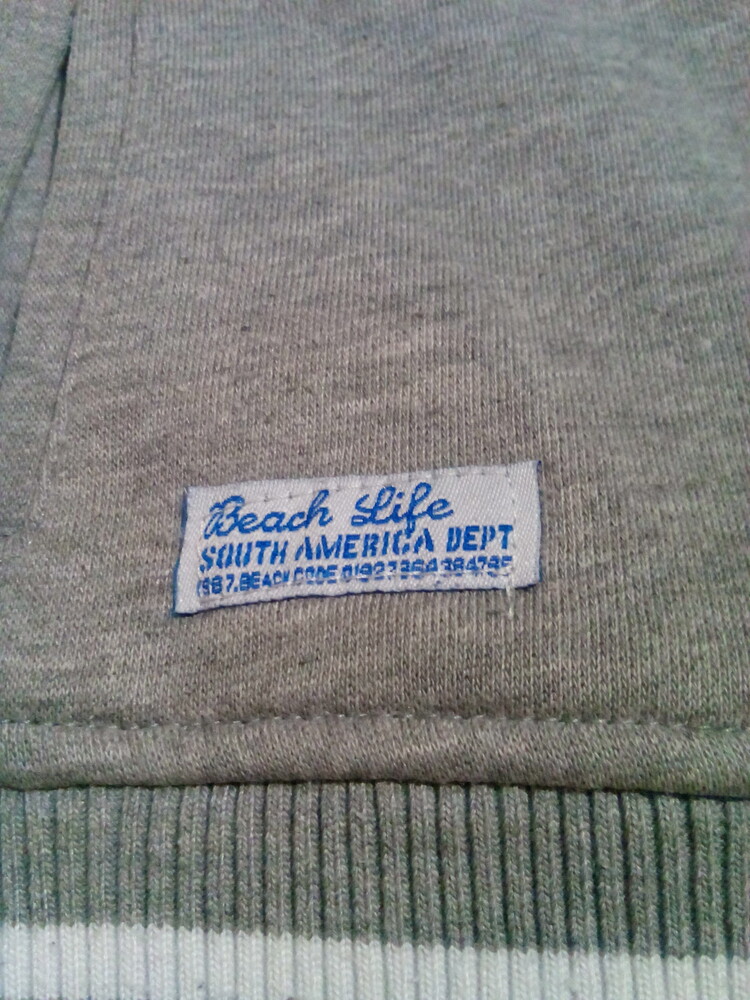 Beach Life
SOUTH AMERICA DEPT
1987.BEACH CODE